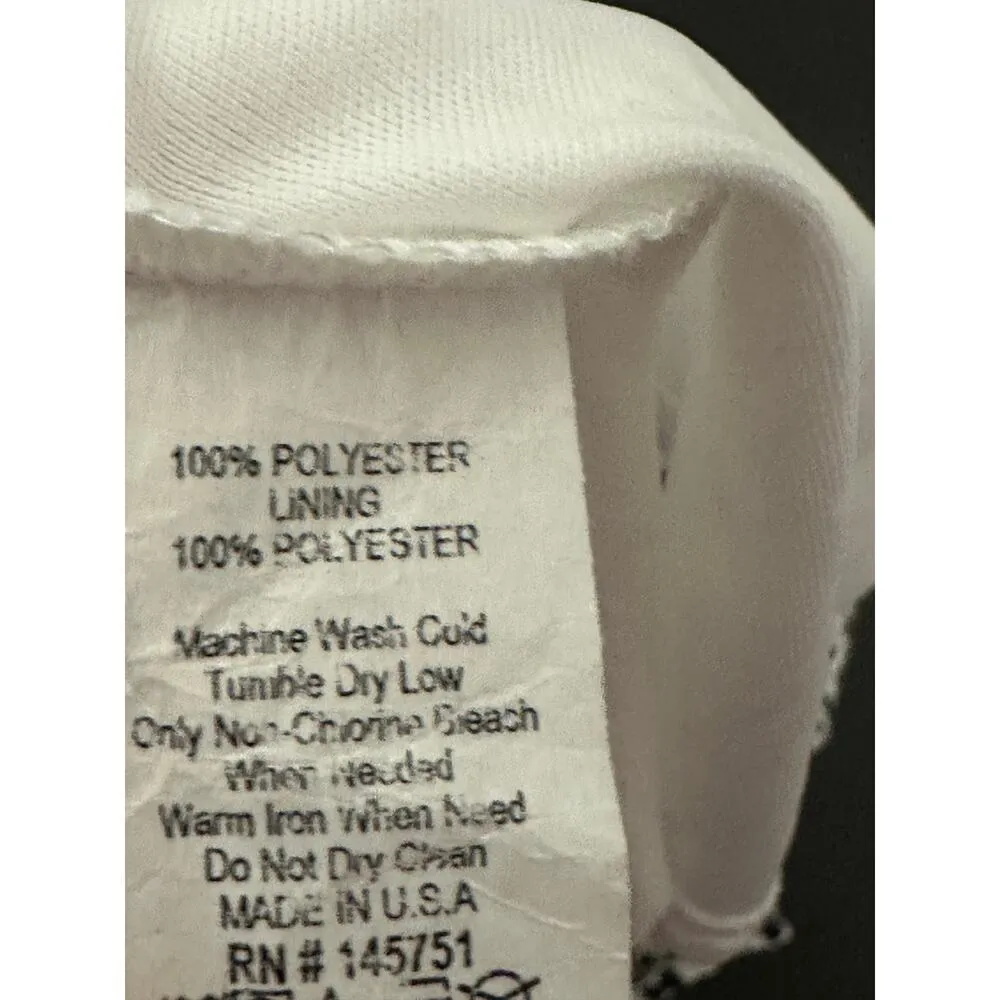 100% POLYESTER
LINING
100% POLYESTER
Machine Wash Cold
Tumble Dry Low
Only Non-Chlorine Bleach
When Needed
Warm Iron When Need
Do Not Dry Clean
MADE IN U.S.A
RN # 145751